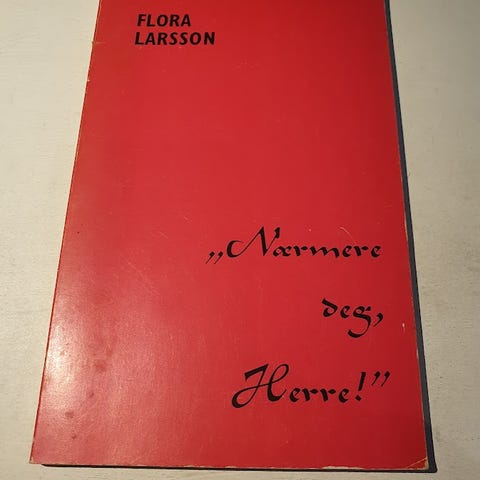 FLORA
LARSSON
„Nærmere
deg,
Herre!”